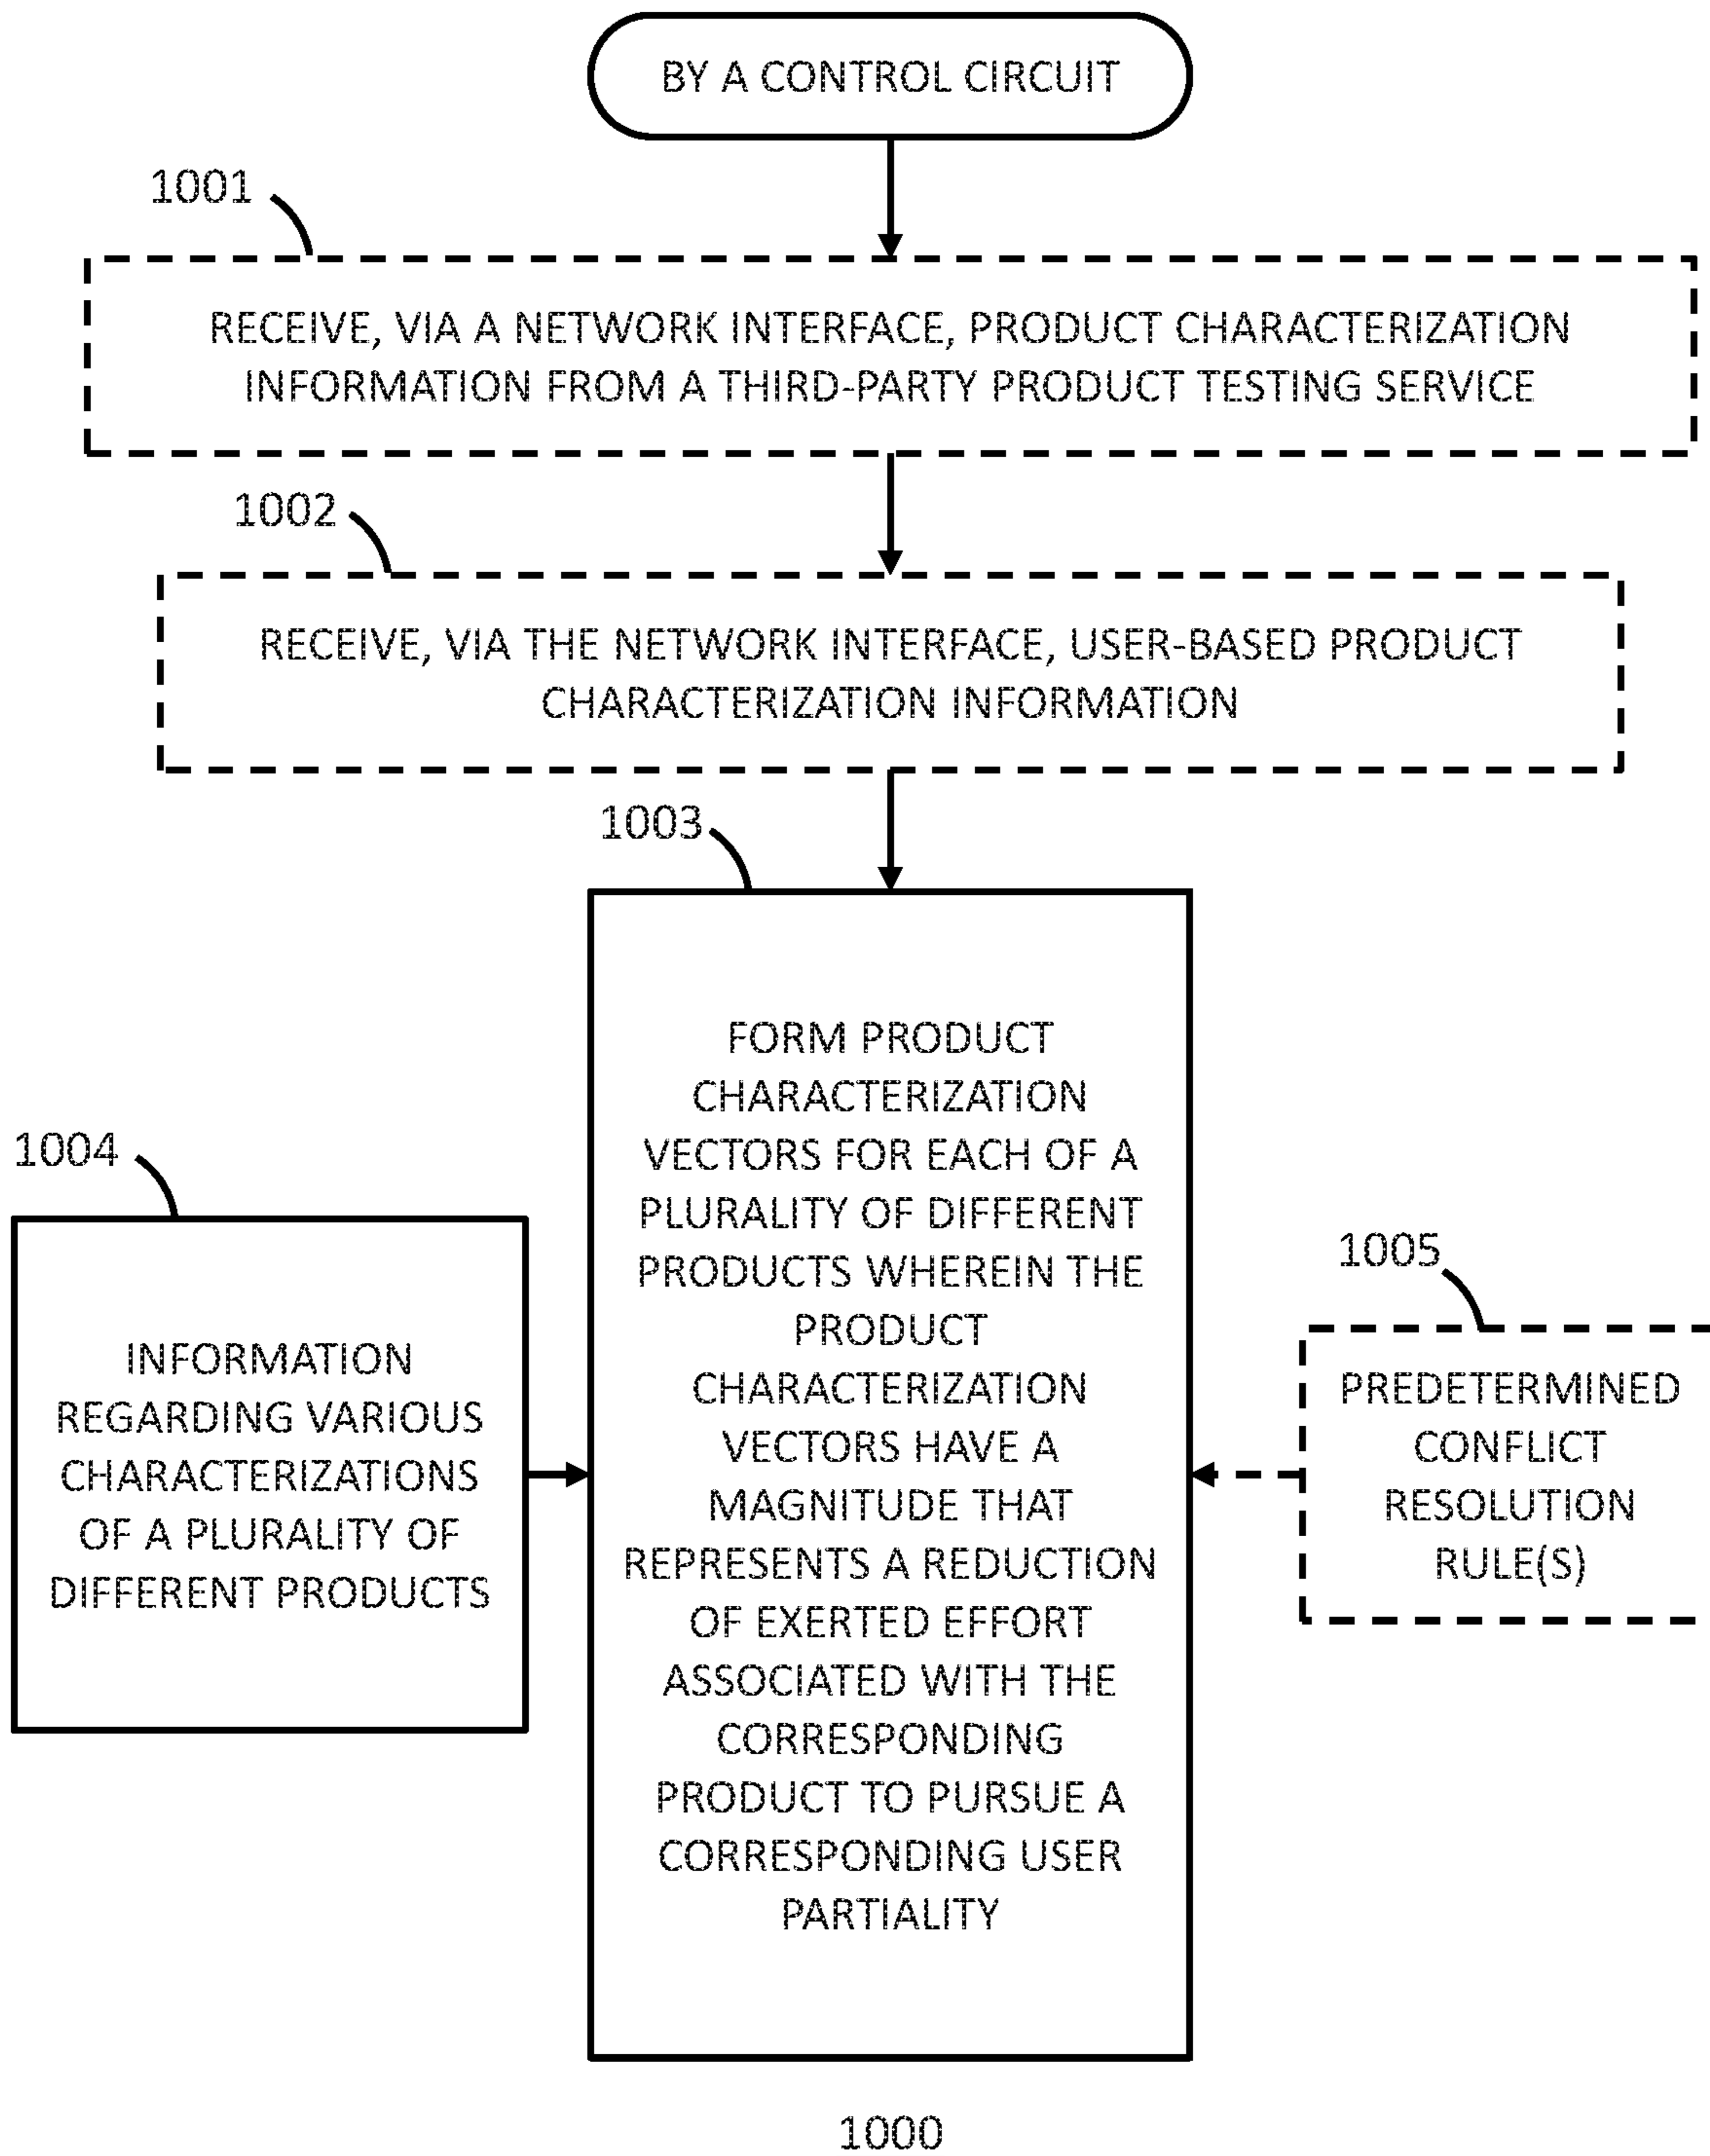 BY A CONTROL CIRCUIT
1001
RECEIVE, VIA A NETWORK INTERFACE, PRODUCT CHARACTERIZATION
INFORMATION FROM A THIRD-PARTY PRODUCT TESTING SERVICE
1002
RECEIVE, VIA THE NETWORK INTERFACE, USER-BASED PRODUCT
CHARACTERIZATION INFORMATION
1003
FORM PRODUCT
CHARACTERIZATION
VECTORS FOR EACH OF A
PLURALITY OF DIFFERENT
PRODUCTS WHEREIN THE
PRODUCT
CHARACTERIZATION
VECTORS HAVE A
MAGNITUDE THAT
REPRESENTS A REDUCTION
OF EXERTED EFFORT
ASSOCIATED WITH THE
CORRESPONDING
PRODUCT TO PURSUE A
CORRESPONDING USER
PARTIALITY
1004
INFORMATION
REGARDING VARIOUS
CHARACTERIZATIONS
OF A PLURALITY OF
DIFFERENT PRODUCTS
1005
PREDETERMINED
CONFLICT
RESOLUTION
RULE(S)
1000